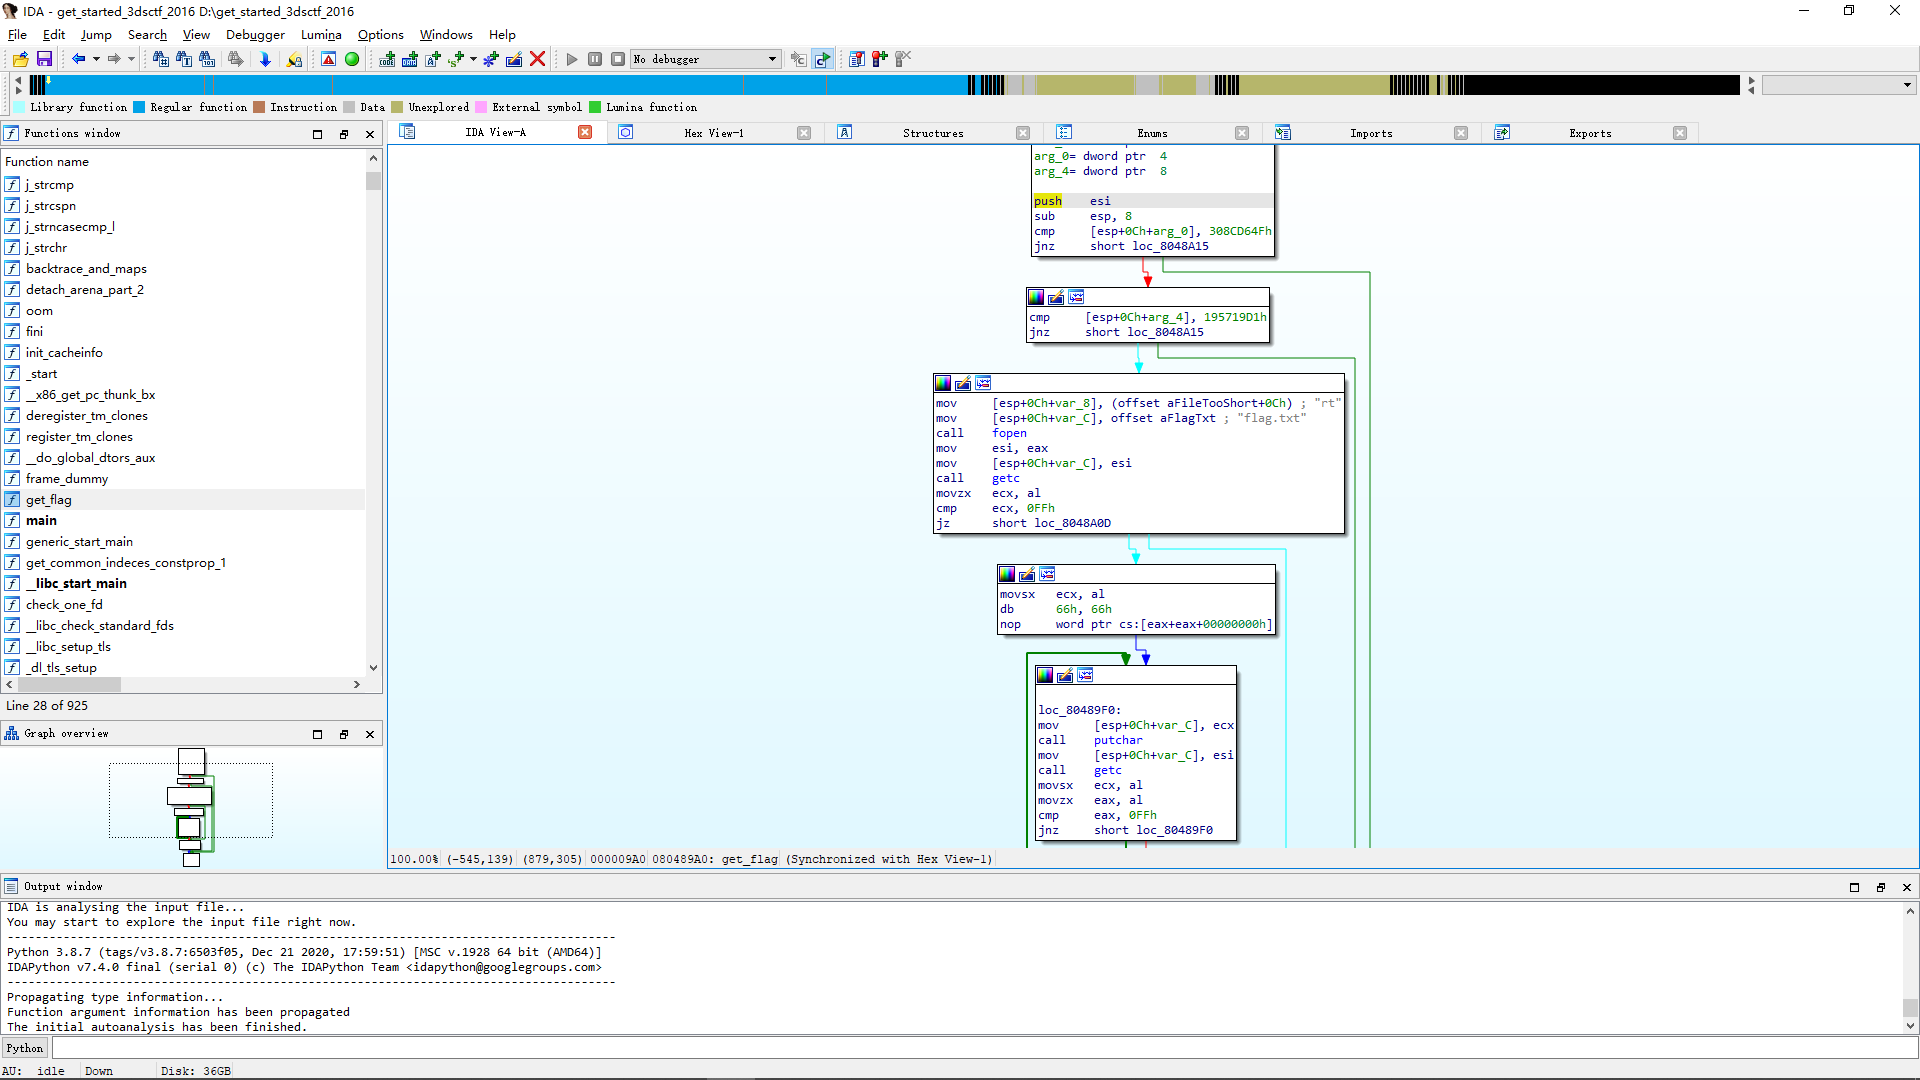 IDA - get_started_3dsctf_2016 D:\get_started_3dsctf_2016
File Edit Jump Search View Debugger Lumina Options Windows Help
No debugger
Library function Regular function Instruction Data Unexplored External symbol Lumina function
Functions window
IDA View-A Hex View-1 Structures Enums Imports Exports
Function name
j_strcmp
j_strcspn
j_strncasecmp_l
j_strchr
backtrace_and_maps
detach_arena_part_2
oom
fini
init_cacheinfo
_start
__x86_get_pc_thunk_bx
deregister_tm_clones
register_tm_clones
__do_global_dtors_aux
frame_dummy
get_flag
main
generic_start_main
get_common_indeces_constprop_1
__libc_start_main
check_one_fd
__libc_check_standard_fds
__libc_setup_tls
_dl_tls_setup
Line 28 of 925
Graph overview
arg_0= dword ptr 4
arg_4= dword ptr 8
push esi
sub esp, 8
cmp [esp+0Ch+arg_0], 308CD64Fh
jnz short loc_8048A15
cmp [esp+0Ch+arg_4], 195719D1h
jnz short loc_8048A15
mov [esp+0Ch+var_8], (offset aFileTooShort+0Ch) ; "rt"
mov [esp+0Ch+var_C], offset aFlagTxt ; "flag.txt"
call fopen
mov esi, eax
mov [esp+0Ch+var_C], esi
call getc
movzx ecx, al
cmp ecx, 0FFh
jz short loc_8048A0D
movsx ecx, al
db 66h, 66h
nop word ptr cs:[eax+eax+00000000h]
loc_80489F0:
mov [esp+0Ch+var_C], ecx
call putchar
mov [esp+0Ch+var_C], esi
call getc
movsx ecx, al
movzx eax, al
cmp eax, 0FFh
jnz short loc_80489F0
100.00% (-545,139) (879,305) 000009A0 080489A0: get_flag (Synchronized with Hex View-1)
Output window
IDA is analysing the input file...
You may start to explore the input file right now.
---------------------------------------------------------------------------------------------
Python 3.8.7 (tags/v3.8.7:6503f05, Dec 21 2020, 17:59:51) [MSC v.1928 64 bit (AMD64)]
IDAPython v7.4.0 final (serial 0) (c) The IDAPython Team <idapython@googlegroups.com>
---------------------------------------------------------------------------------------------
Propagating type information...
Function argument information has been propagated
The initial autoanalysis has been finished.
Python
AU: idle Down Disk: 36GB